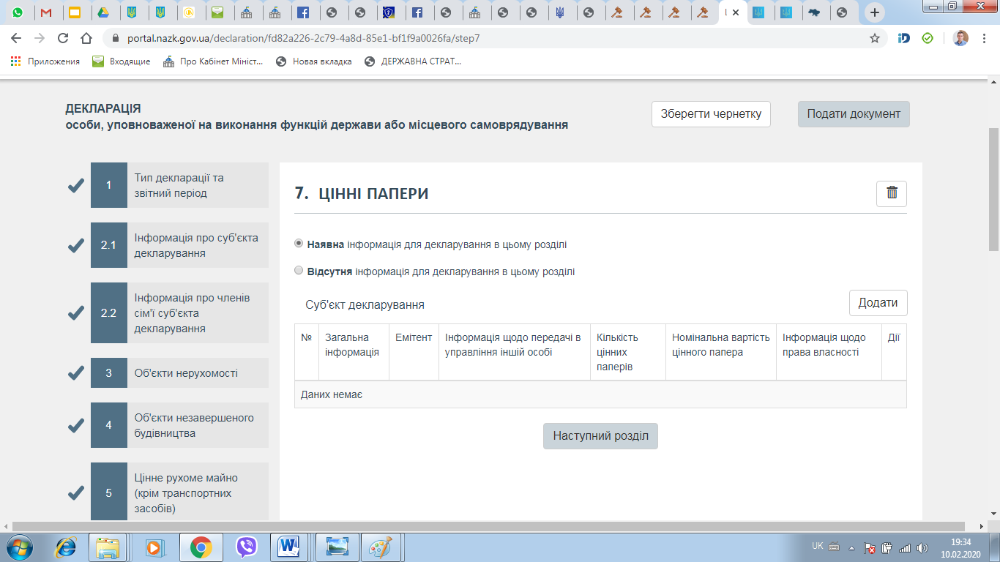 portal.nazk.gov.ua/declaration/fd82a226-2c79-4a8d-85e1-bf1f9a0026fa/step7
Приложения
Входящие
Про Кабінет Мініст...
Новая вкладка
ДЕРЖАВНА СТРАТ...
ДЕКЛАРАЦІЯ
особи, уповноваженої на виконання функцій держави або місцевого самоврядування
Зберегти чернетку
Подати документ
1
Тип декларації та
звітний період
2.1
Інформація про суб'єкта
декларування
2.2
Інформація про членів
сім'ї суб'єкта
декларування
3
Об'єкти нерухомості
4
Об'єкти незавершеного
будівництва
5
Цінне рухоме майно
(крім транспортних
засобів)
7. ЦІННІ ПАПЕРИ
Наявна інформація для декларування в цьому розділі
Відсутня інформація для декларування в цьому розділі
Суб'єкт декларування
Додати
№
Загальна
інформація
Емітент
Інформація щодо передачі в
управління іншій особі
Кількість
цінних
паперів
Номінальна вартість
цінного папера
Інформація щодо
права власності
Дії
Даних немає
Наступний розділ
UK
19:34
10.02.2020